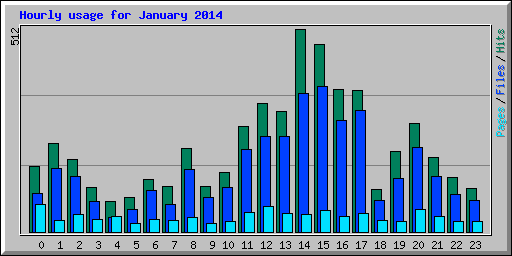 Hourly usage for January 2014
512
Pages/Files/Hits
0 1 2 3 4 5 6 7 8 9 10 11 12 13 14 15 16 17 18 19 20 21 22 23